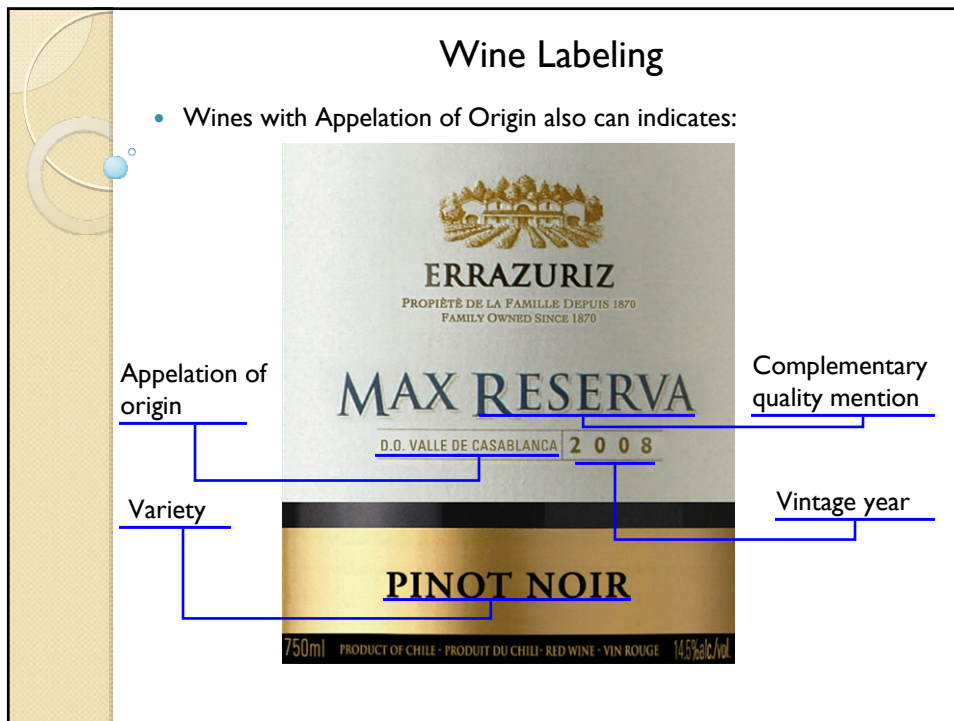 Wine Labeling
• Wines with Appelation of Origin also can indicates:
ERRAZURIZ
PROPIÈTÈ DE LA FAMILLE DEPUIS 1870
FAMILY OWNED SINCE 1870
Appelation of
origin
MAX RESERVA
Complementary
quality mention
D.O. VALLE DE CASABLANCA 2008
Variety
Vintage year
PINOT NOIR
750ml PRODUCT OF CHILE - PRODUIT DU CHILI- RED WINE - VIN ROUGE 14.5%alc./vol.